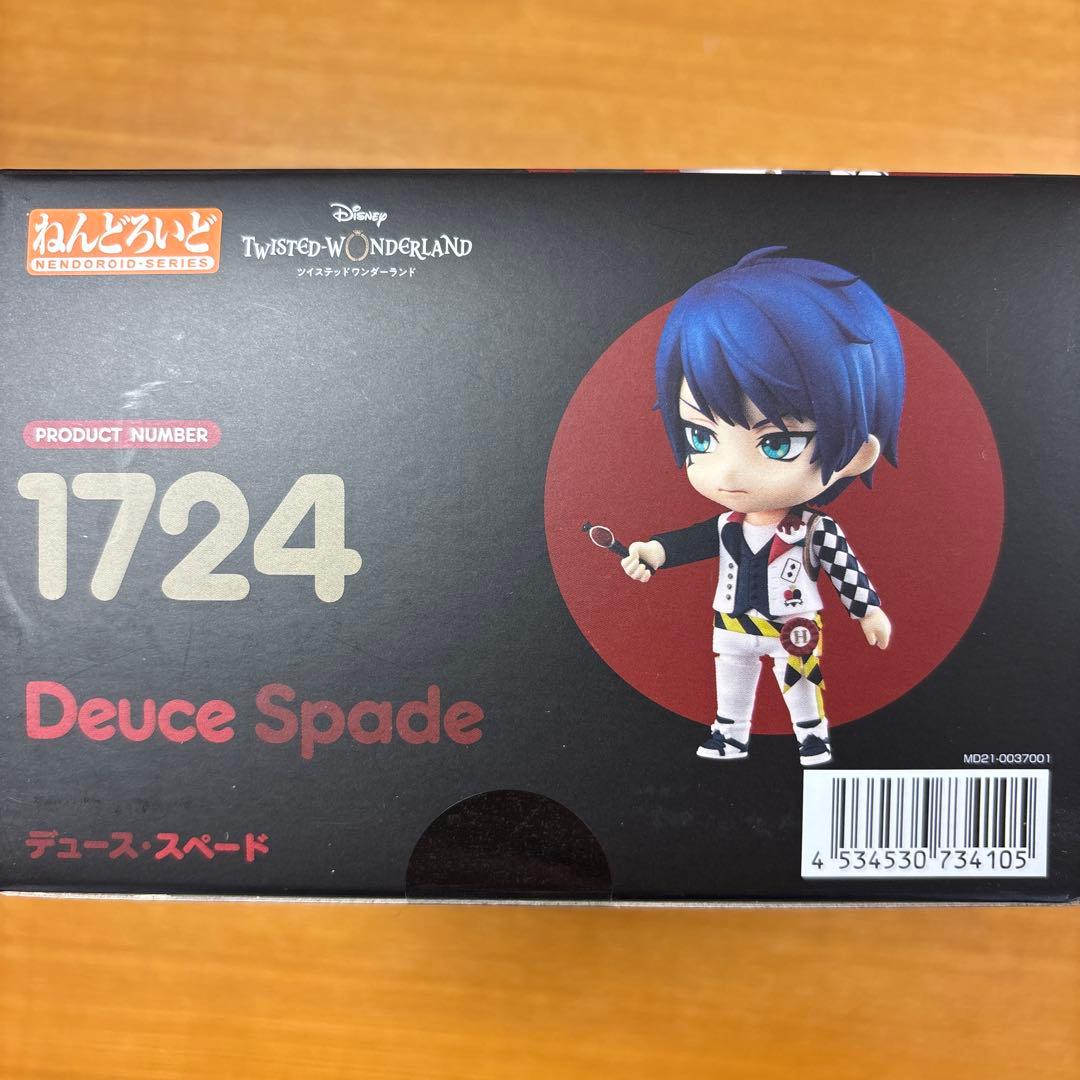 ねんどろいど
NENDOROID-SERIES
Disney
TWISTED-WONDERLAND
ツイステッドワンダーランド
PRODUCT NUMBER
1724
Deuce Spade
デュース・スペード
H
MD21-0037001
4 534530 734105